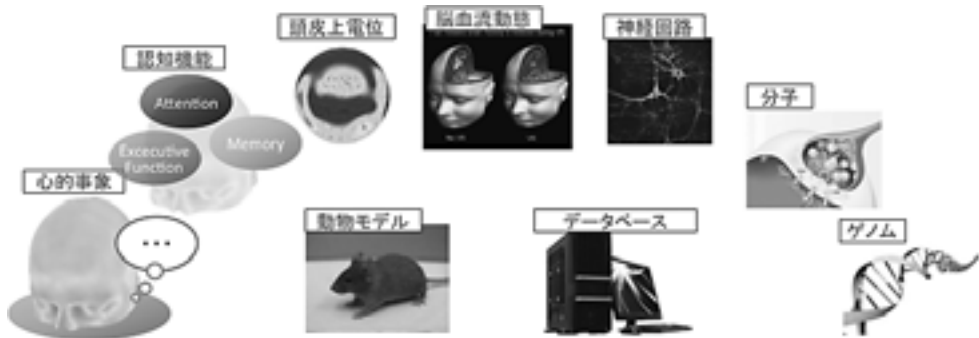 頭皮上電位
脳血流動態
神経回路
認知機能
Attention
Memory
Excecutive
Function
分子
心的事象
...
動物モデル
データベース
ゲノム